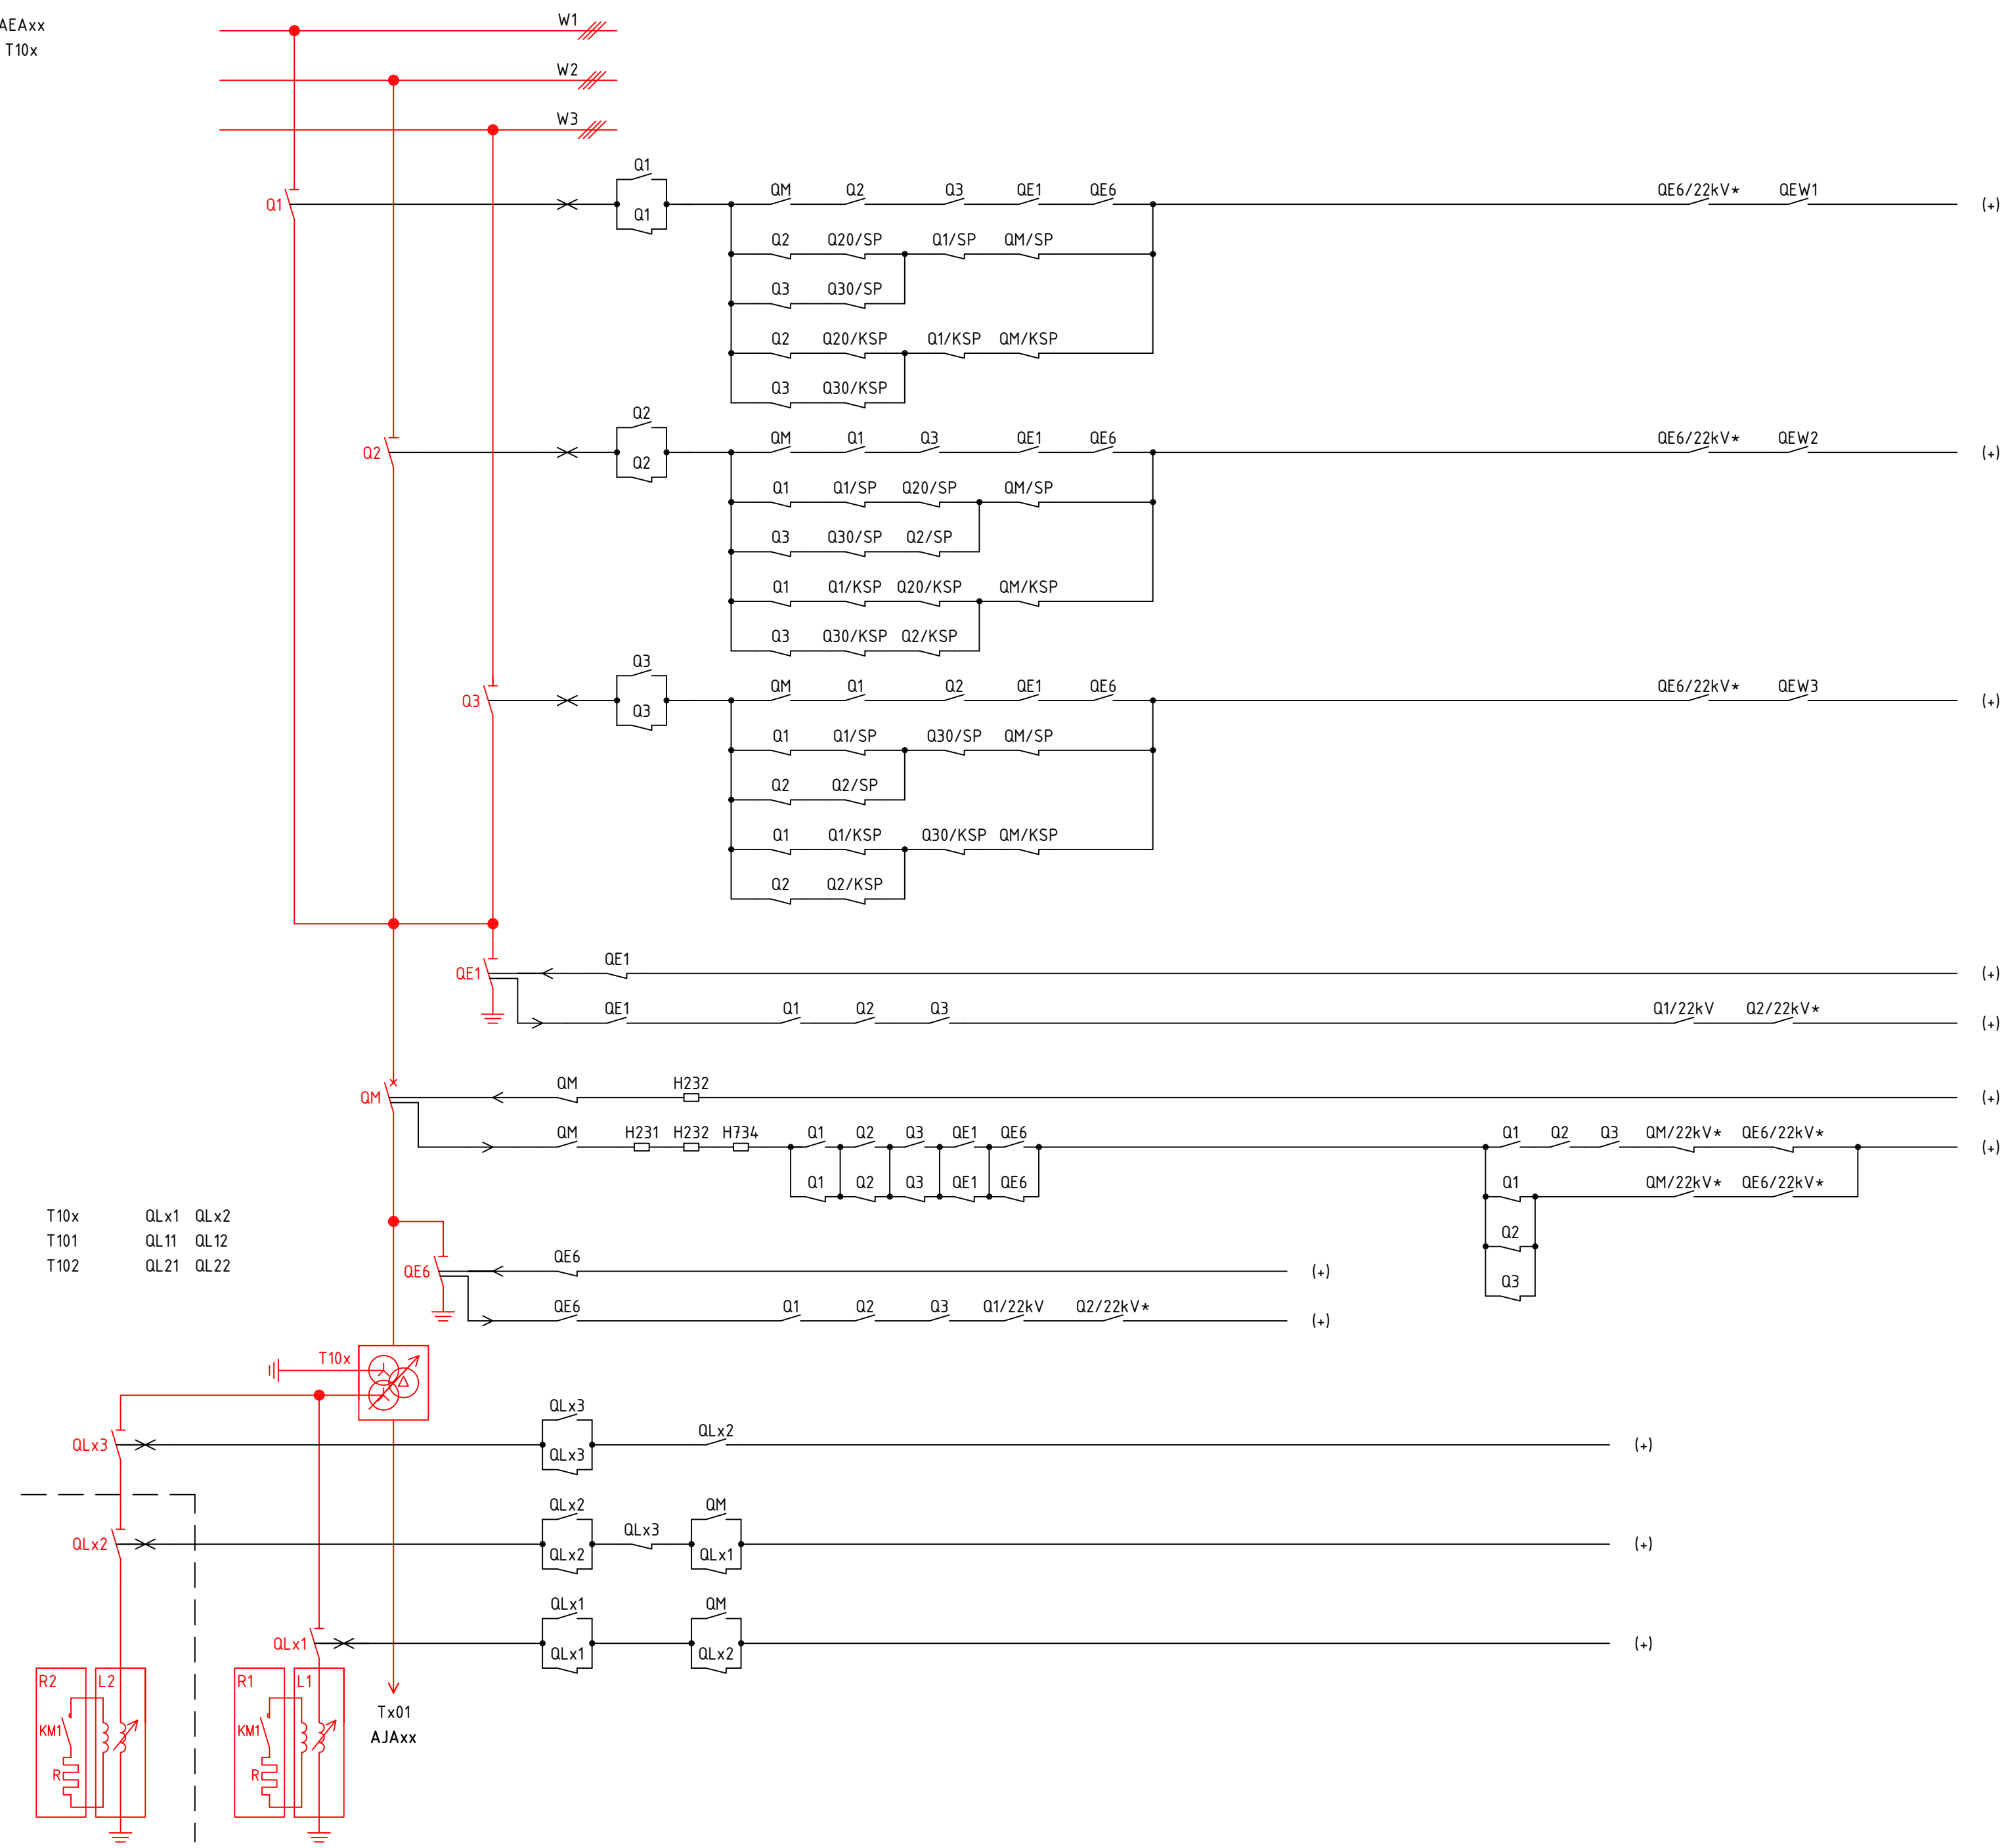 AEAxx
T10x
W1
W2
W3
Q1
Q1 QM Q2 Q3 QE1 QE6 QE6/22kV* QEW1
Q1 Q1 (+)
Q2 Q20/SP Q1/SP QM/SP
Q3 Q30/SP
Q2 Q20/KSP Q1/KSP QM/KSP
Q3 Q30/KSP
Q2
QM Q1 Q3 QE1 QE6 QE6/22kV* QEW2
Q2 Q2 (+)
Q1 Q1/SP Q20/SP QM/SP
Q3 Q30/SP Q2/SP
Q1 Q1/KSP Q20/KSP QM/KSP
Q3 Q30/KSP Q2/KSP
Q3
QM Q1 Q2 QE1 QE6 QE6/22kV* QEW3
Q3 Q3 (+)
Q1 Q1/SP Q30/SP QM/SP
Q2 Q2/SP
Q1 Q1/KSP Q30/KSP QM/KSP
Q2 Q2/KSP
QE1
QE1 (+)
QE1 Q1 Q2 Q3 Q1/22kV Q2/22kV*
(+)
QM H232
QM (+)
QM H231 H232 H734 Q1 Q2 Q3 QE1 QE6 Q1 Q2 Q3 QM/22kV* QE6/22kV*
(+)
Q1 Q2 Q3 QE1 QE6 Q1 QM/22kV* QE6/22kV*
T10x QLx1 QLx2
Q2
T101 QL11 QL12
T102 QL21 QL22
QE6
QE6 (+)
Q3
QE6 Q1 Q2 Q3 Q1/22kV Q2/22kV*
(+)
T10x
QLx3
QLx2
QLx3 QLx3 (+)
QLx2 QM
QLx3
QLx2 QLx2 QLx1 (+)
QLx1 QM
QLx1 QLx1 QLx2 (+)
R2 L2 R1 L1
Tx01
KM1 KM1
AJAxx
R R